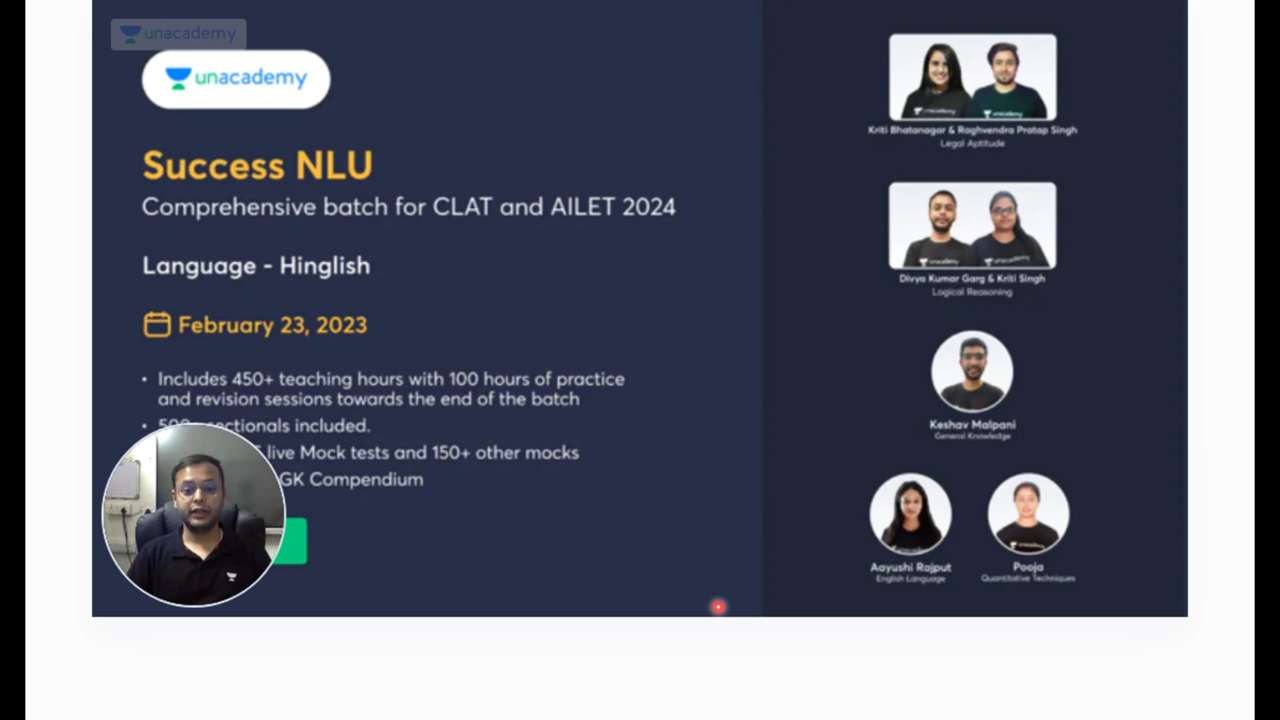 unacademy
unacademy
Success NLU
Comprehensive batch for CLAT and AILET 2024
Language - Hinglish
February 23, 2023
• Includes 450+ teaching hours with 100 hours of practice
and revision sessions towards the end of the batch
• sectionals included.
live Mock tests and 150+ other mocks
GK Compendium
Kriti Bhatanagar & Raghvendra Pratap Singh
Legal Aptitude
Divya Kumar Garg & Kriti Singh
Logical Reasoning
Keshav Malpani
General Knowledge
Aayushi Rajput
English Language
Pooja
Quantitative Techniques